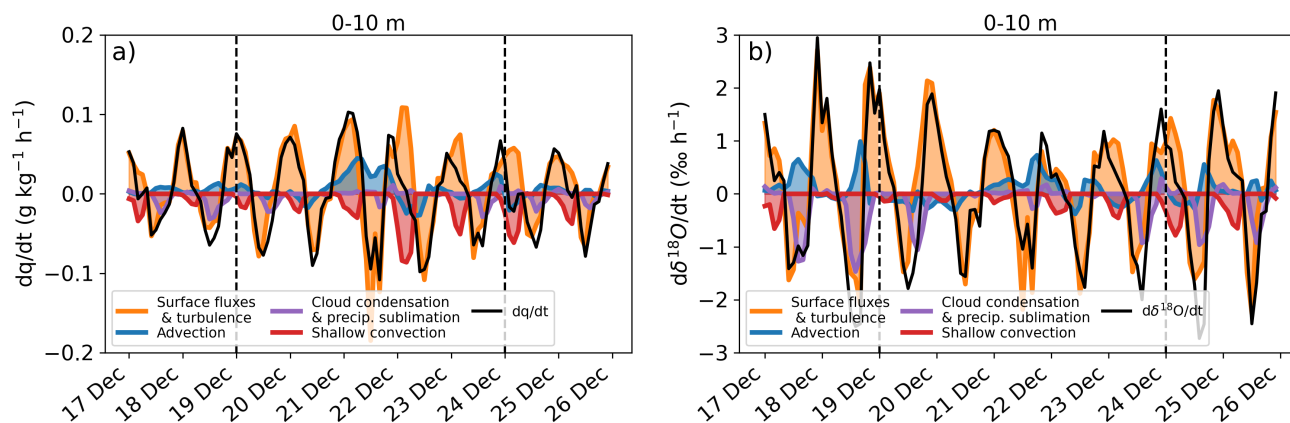 0-10 m
a)
dq/dt (g kg⁻¹ h⁻¹)
0.2
0.1
0.0
−0.1
−0.2
Surface fluxes
& turbulence
Advection
Cloud condensation
& precip. sublimation
Shallow convection
dq/dt
17 Dec
18 Dec
19 Dec
20 Dec
21 Dec
22 Dec
23 Dec
24 Dec
25 Dec
26 Dec
0-10 m
b)
dδ¹⁸O/dt (‰ h⁻¹)
3
2
1
0
−1
−2
−3
Surface fluxes
& turbulence
Advection
Cloud condensation
& precip. sublimation
Shallow convection
dδ¹⁸O/dt
17 Dec
18 Dec
19 Dec
20 Dec
21 Dec
22 Dec
23 Dec
24 Dec
25 Dec
26 Dec